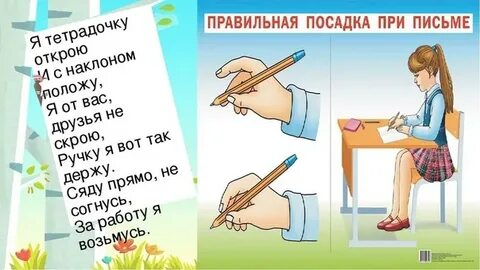 Я тетрадочку
открою
И с наклоном
положу,
Я от вас,
друзья не
скрою,
Ручку я вот так
держу.
Сяду прямо, не
согнусь,
За работу я
возьмусь.
ПРАВИЛЬНАЯ ПОСАДКА ПРИ ПИСЬМЕ